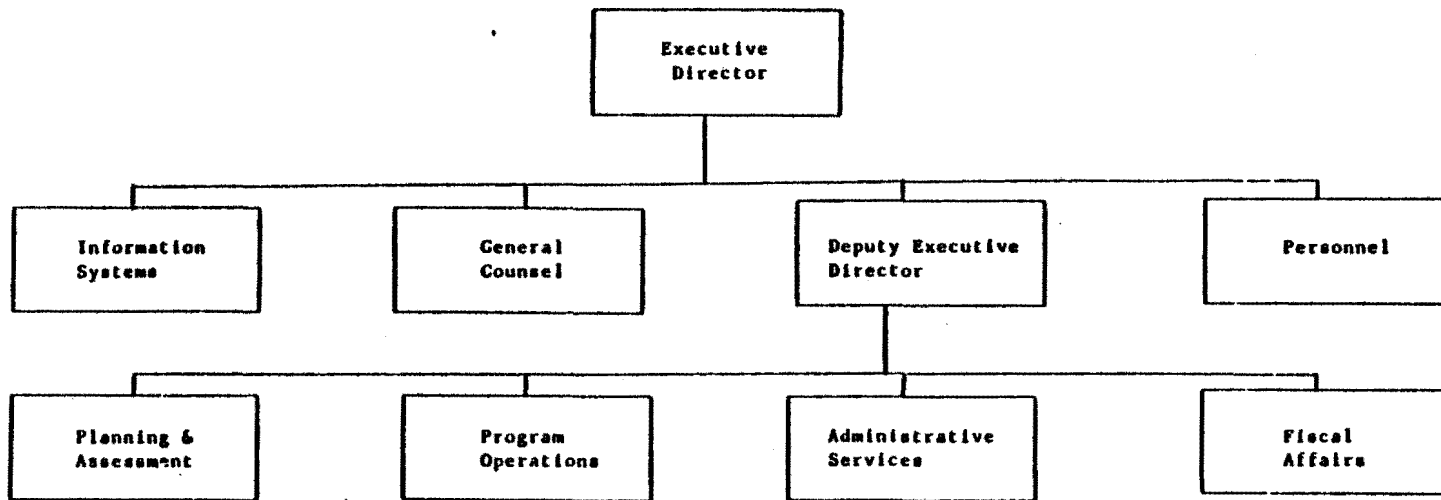 Executive
Director
Information
Systems
General
Counsel
Deputy Executive
Director
Personnel
Planning &
Assessment
Program
Operations
Administrative
Services
Fiscal
Affairs